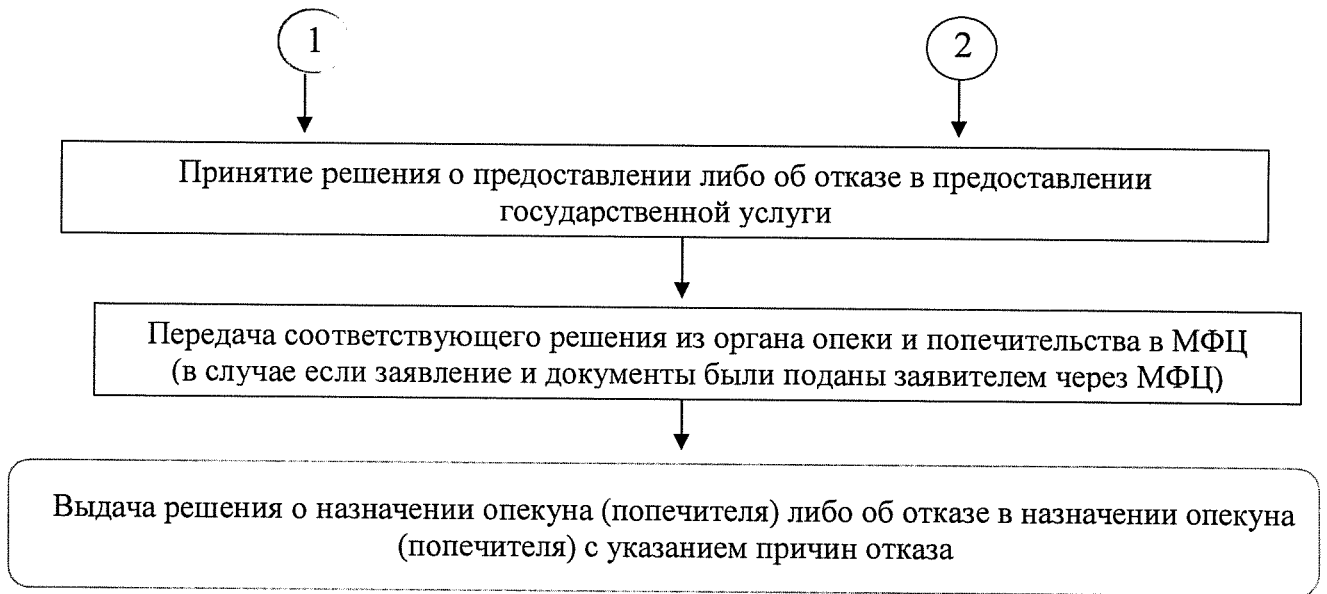 1
2
Принятие решения о предоставлении либо об отказе в предоставлении
государственной услуги
Передача соответствующего решения из органа опеки и попечительства в МФЦ
(в случае если заявление и документы были поданы заявителем через МФЦ)
Выдача решения о назначении опекуна (попечителя) либо об отказе в назначении опекуна
(попечителя) с указанием причин отказа